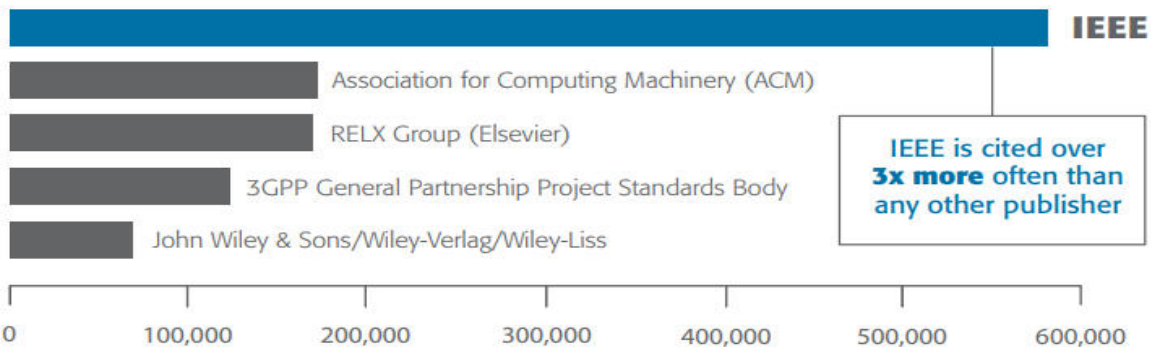 IEEE
Association for Computing Machinery (ACM)
RELX Group (Elsevier)
3GPP General Partnership Project Standards Body
John Wiley & Sons/Wiley-Verlag/Wiley-Liss
IEEE is cited over
3x more often than
any other publisher
0 100,000 200,000 300,000 400,000 500,000 600,000